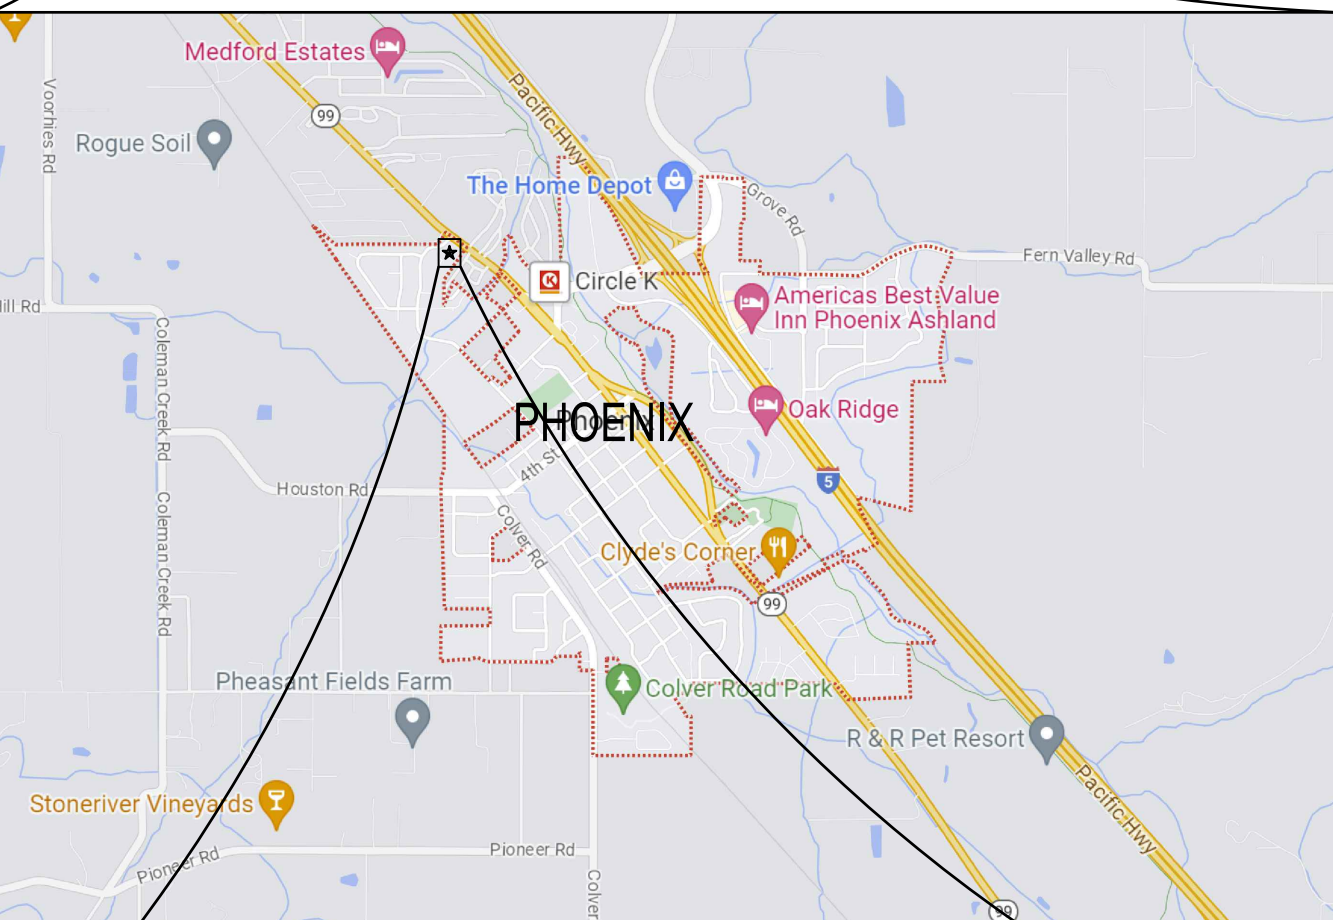 Medford Estates
99
Pacific Hwy
Voorhies Rd
Rogue Soil
The Home Depot
Grove Rd
Fern Valley Rd
Circle K
Americas Best Value
Inn Phoenix Ashland
ill Rd
Coleman Creek Rd
PHOENIX
Phoenix
Oak Ridge
4th St
5
Houston Rd
Coleman Creek Rd
Colver Rd
Clyde's Corner
99
Pheasant Fields Farm
Colver Road Park
R & R Pet Resort
Pacific Hwy
Stoneriver Vineyards
Pioneer Rd
Pioneer Rd
Colver
99